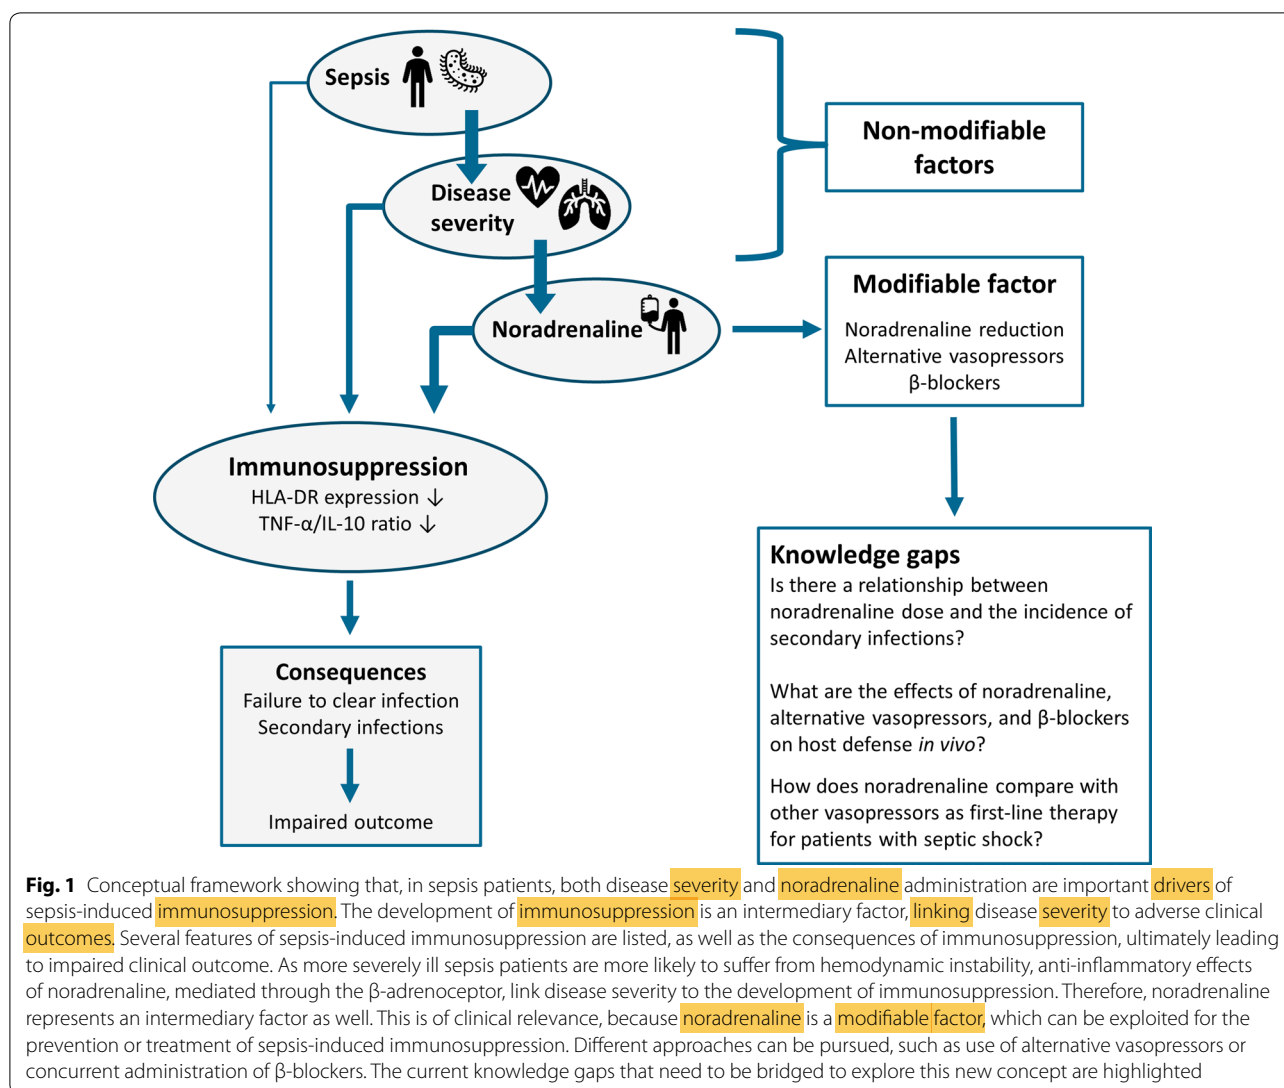 Sepsis
Disease
severity
Noradrenaline
Non-modifiable
factors
Modifiable factor
Noradrenaline reduction
Alternative vasopressors
β-blockers
Immunosuppression
HLA-DR expression ↓
TNF-α/IL-10 ratio ↓
Consequences
Failure to clear infection
Secondary infections
Impaired outcome
Knowledge gaps
Is there a relationship between
noradrenaline dose and the incidence of
secondary infections?
What are the effects of noradrenaline,
alternative vasopressors, and β-blockers
on host defense in vivo?
How does noradrenaline compare with
other vasopressors as first-line therapy
for patients with septic shock?
Fig. 1 Conceptual framework showing that, in sepsis patients, both disease severity and noradrenaline administration are important drivers of
sepsis-induced immunosuppression. The development of immunosuppression is an intermediary factor, linking disease severity to adverse clinical
outcomes. Several features of sepsis-induced immunosuppression are listed, as well as the consequences of immunosuppression, ultimately leading
to impaired clinical outcome. As more severely ill sepsis patients are more likely to suffer from hemodynamic instability, anti-inflammatory effects
of noradrenaline, mediated through the β-adrenoceptor, link disease severity to the development of immunosuppression. Therefore, noradrenaline
represents an intermediary factor as well. This is of clinical relevance, because noradrenaline is a modifiable factor, which can be exploited for the
prevention or treatment of sepsis-induced immunosuppression. Different approaches can be pursued, such as use of alternative vasopressors or
concurrent administration of β-blockers. The current knowledge gaps that need to be bridged to explore this new concept are highlighted